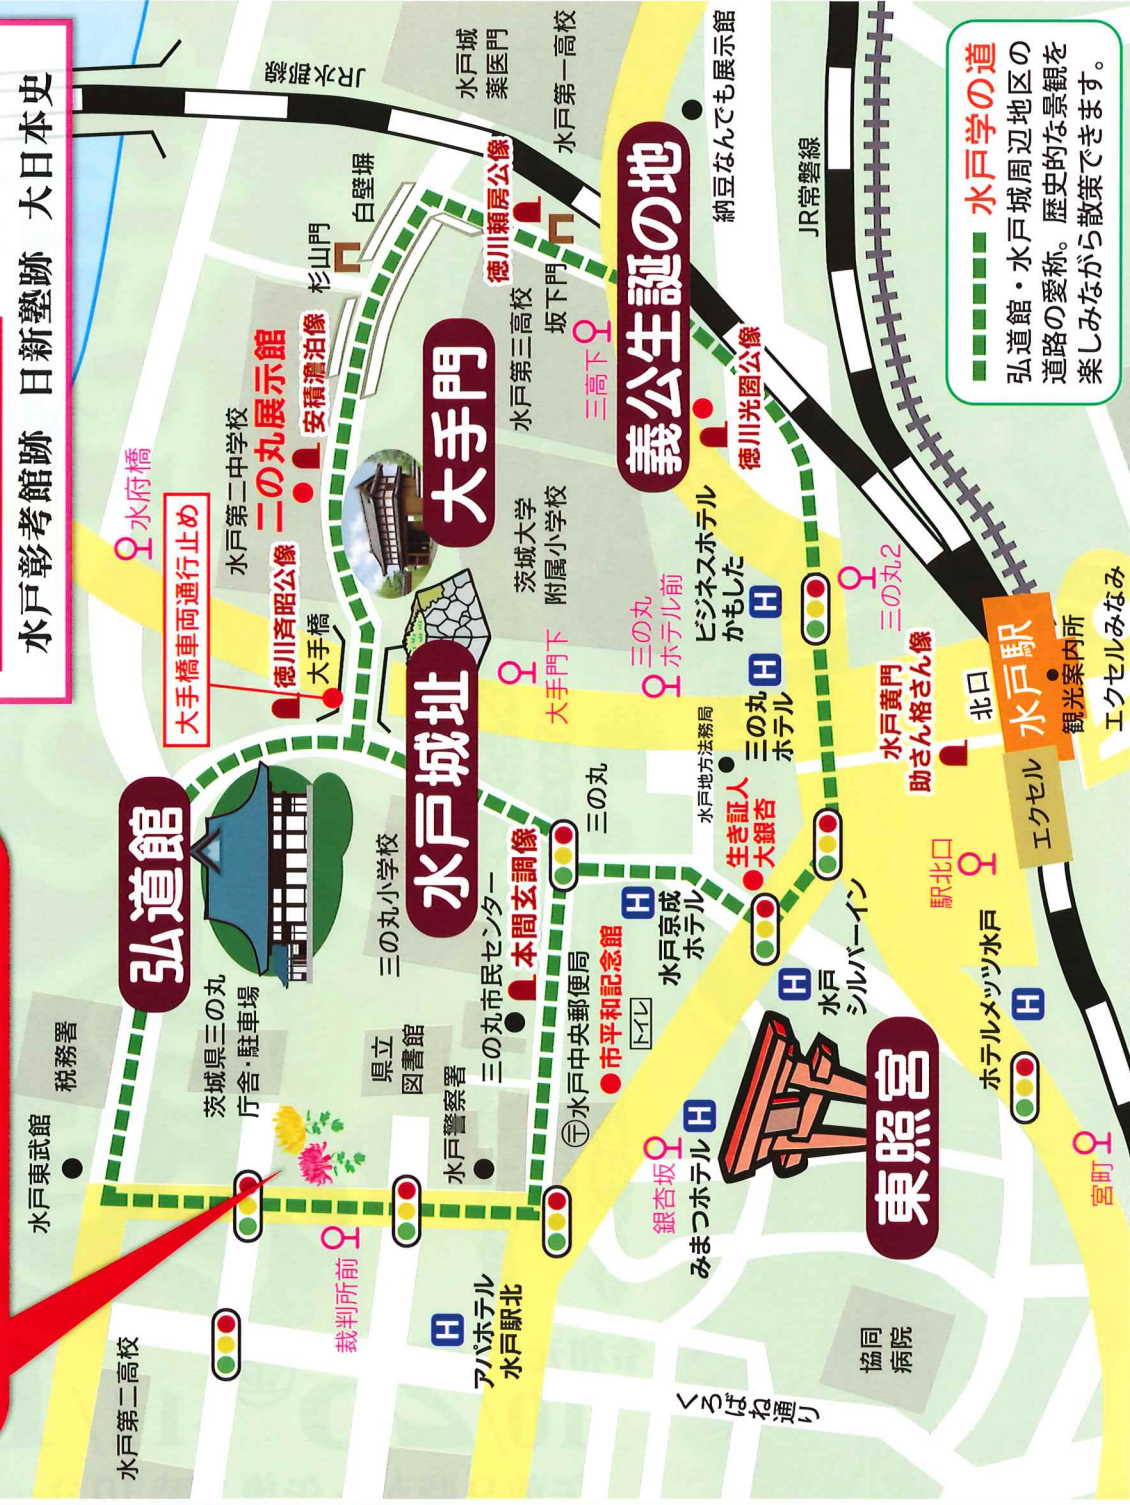 水戸彰考館跡　日新塾跡　大日本史
水府橋
大手橋車両通行止め
水戸第二中学校
二の丸展示館
安積澹泊像
徳川斉昭公像
大手橋
杉山門
白壁塀
JR水郡線
水戸城
薬医門
水戸第一高校
徳川頼房公像
坂下門
水戸第三高校
三高下
大手門
茨城大学
附属小学校
義公生誕の地
徳川光圀公像
納豆なんでも展示館
JR常磐線
水戸学の道
弘道館・水戸城周辺地区の
道路の愛称。歴史的な景観を
楽しみながら散策できます。
弘道館
水戸城址
大手門下
三の丸
ホテル前
ビジネスホテル
かもした
H
三の丸2
三の丸
ホテル
H
水戸地方法務局
生き証人
大銀杏
水戸黄門
助さん格さん像
北口
水戸駅
観光案内所
エクセルみなみ
エクセル
駅北口
三の丸
三の丸小学校
本間玄調像
三の丸市民センター
県立
図書館
茨城県三の丸
庁舎・駐車場
税務署
水戸東武館
水戸警察署
〒水戸中央郵便局
市平和記念館
トイレ
H
水戸京成
ホテル
H
水戸
シルバーイン
ホテルメッツ水戸
H
東照宮
銀杏坂
みまつホテル
H
宮町
裁判所前
H
アパホテル
水戸駅北
水戸第二高校
協同
病院
くろばね通り